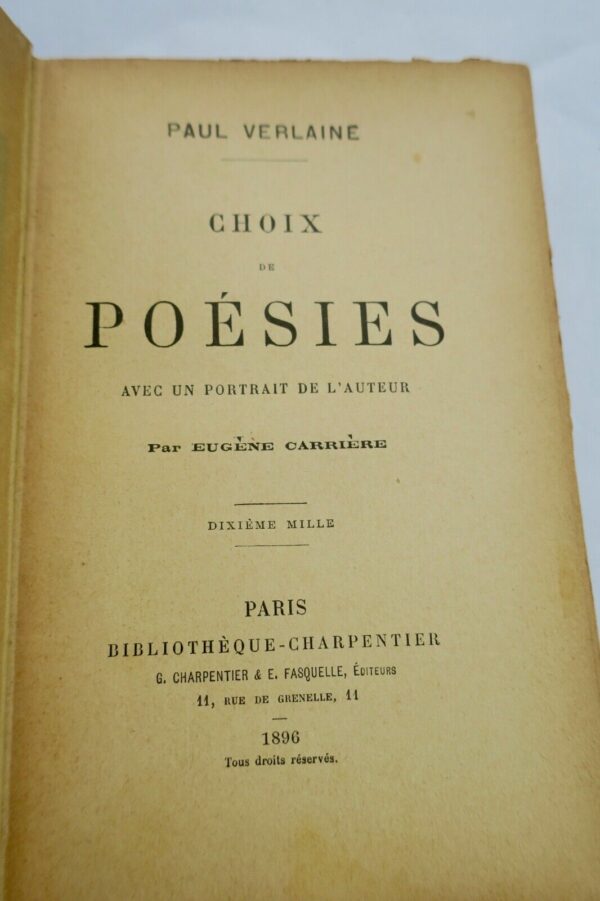 PAUL VERLAINE
CHOIX
DE
POÉSIES
AVEC UN PORTRAIT DE L'AUTEUR
Par EUGÈNE CARRIÈRE
DIXIÈME MILLE
PARIS
BIBLIOTHÈQUE-CHARPENTIER
G. CHARPENTIER & E. FASQUELLE, ÉDITEURS
11, RUE DE GRENELLE, 11
1896
Tous droits réservés.